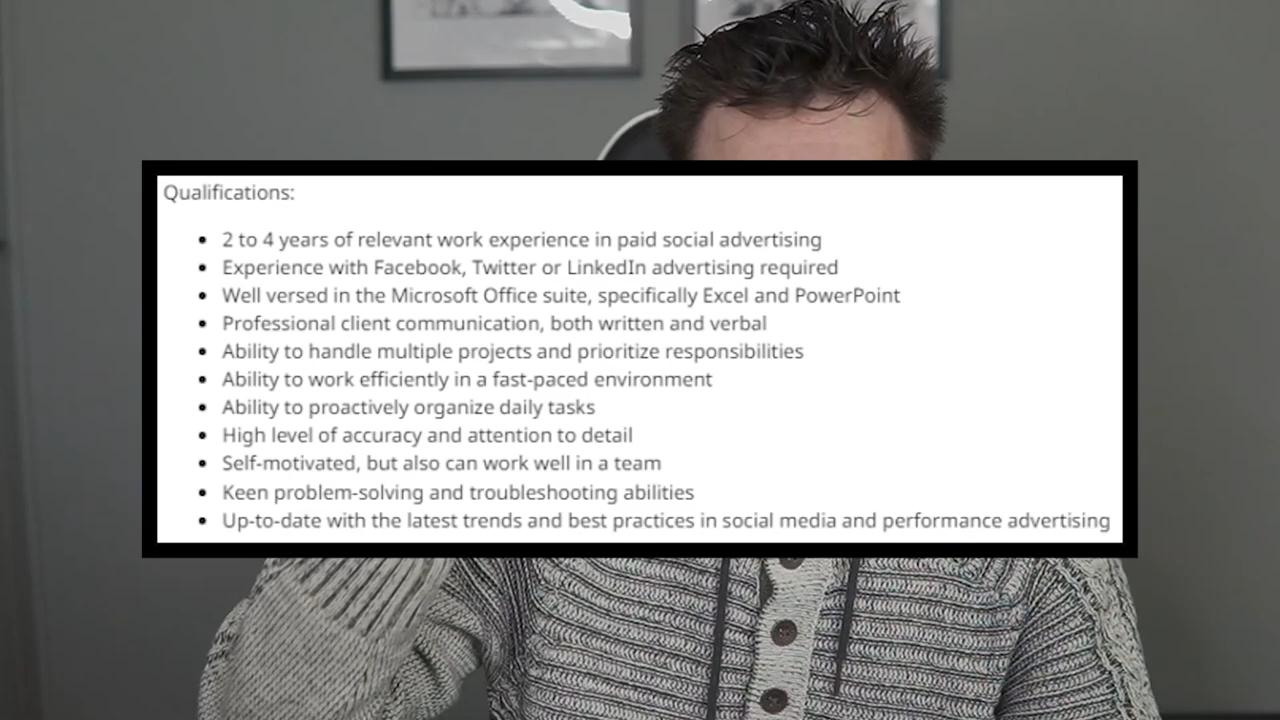 Qualifications:
2 to 4 years of relevant work experience in paid social advertising
Experience with Facebook, Twitter or LinkedIn advertising required
Well versed in the Microsoft Office suite, specifically Excel and PowerPoint
Professional client communication, both written and verbal
Ability to handle multiple projects and prioritize responsibilities
Ability to work efficiently in a fast-paced environment
Ability to proactively organize daily tasks
High level of accuracy and attention to detail
Self-motivated, but also can work well in a team
Keen problem-solving and troubleshooting abilities
Up-to-date with the latest trends and best practices in social media and performance advertising